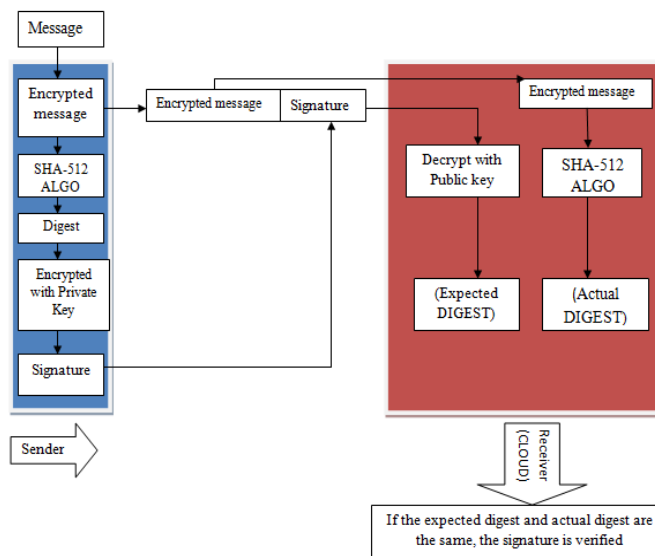 Message
Encrypted
message
SHA-512
ALGO
Digest
Encrypted
with Private
Key
Signature
Sender
Encrypted message
Signature
Encrypted message
Decrypt with
Public key
SHA-512
ALGO
(Expected
DIGEST)
(Actual
DIGEST)
Receiver
(CLOUD)
If the expected digest and actual digest are
the same, the signature is verified